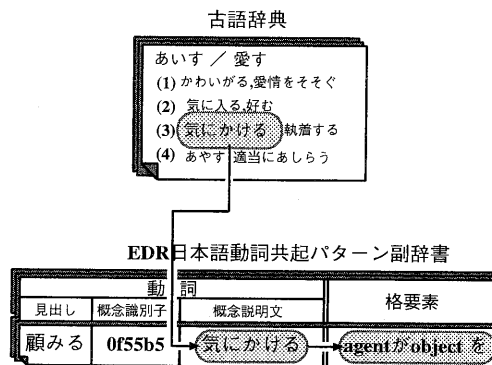 古語辞典
あいす / 愛す
(1) かわいがる,愛情をそそぐ
(2) 気に入る,好む
(3) 気にかける 執着する
(4) あやす 適当にあしらう
EDR日本語動詞共起パターン副辞書
動 詞 格要素
見出し 概念識別子 概念説明文
顧みる 0f55b5 気にかける agentがobject を